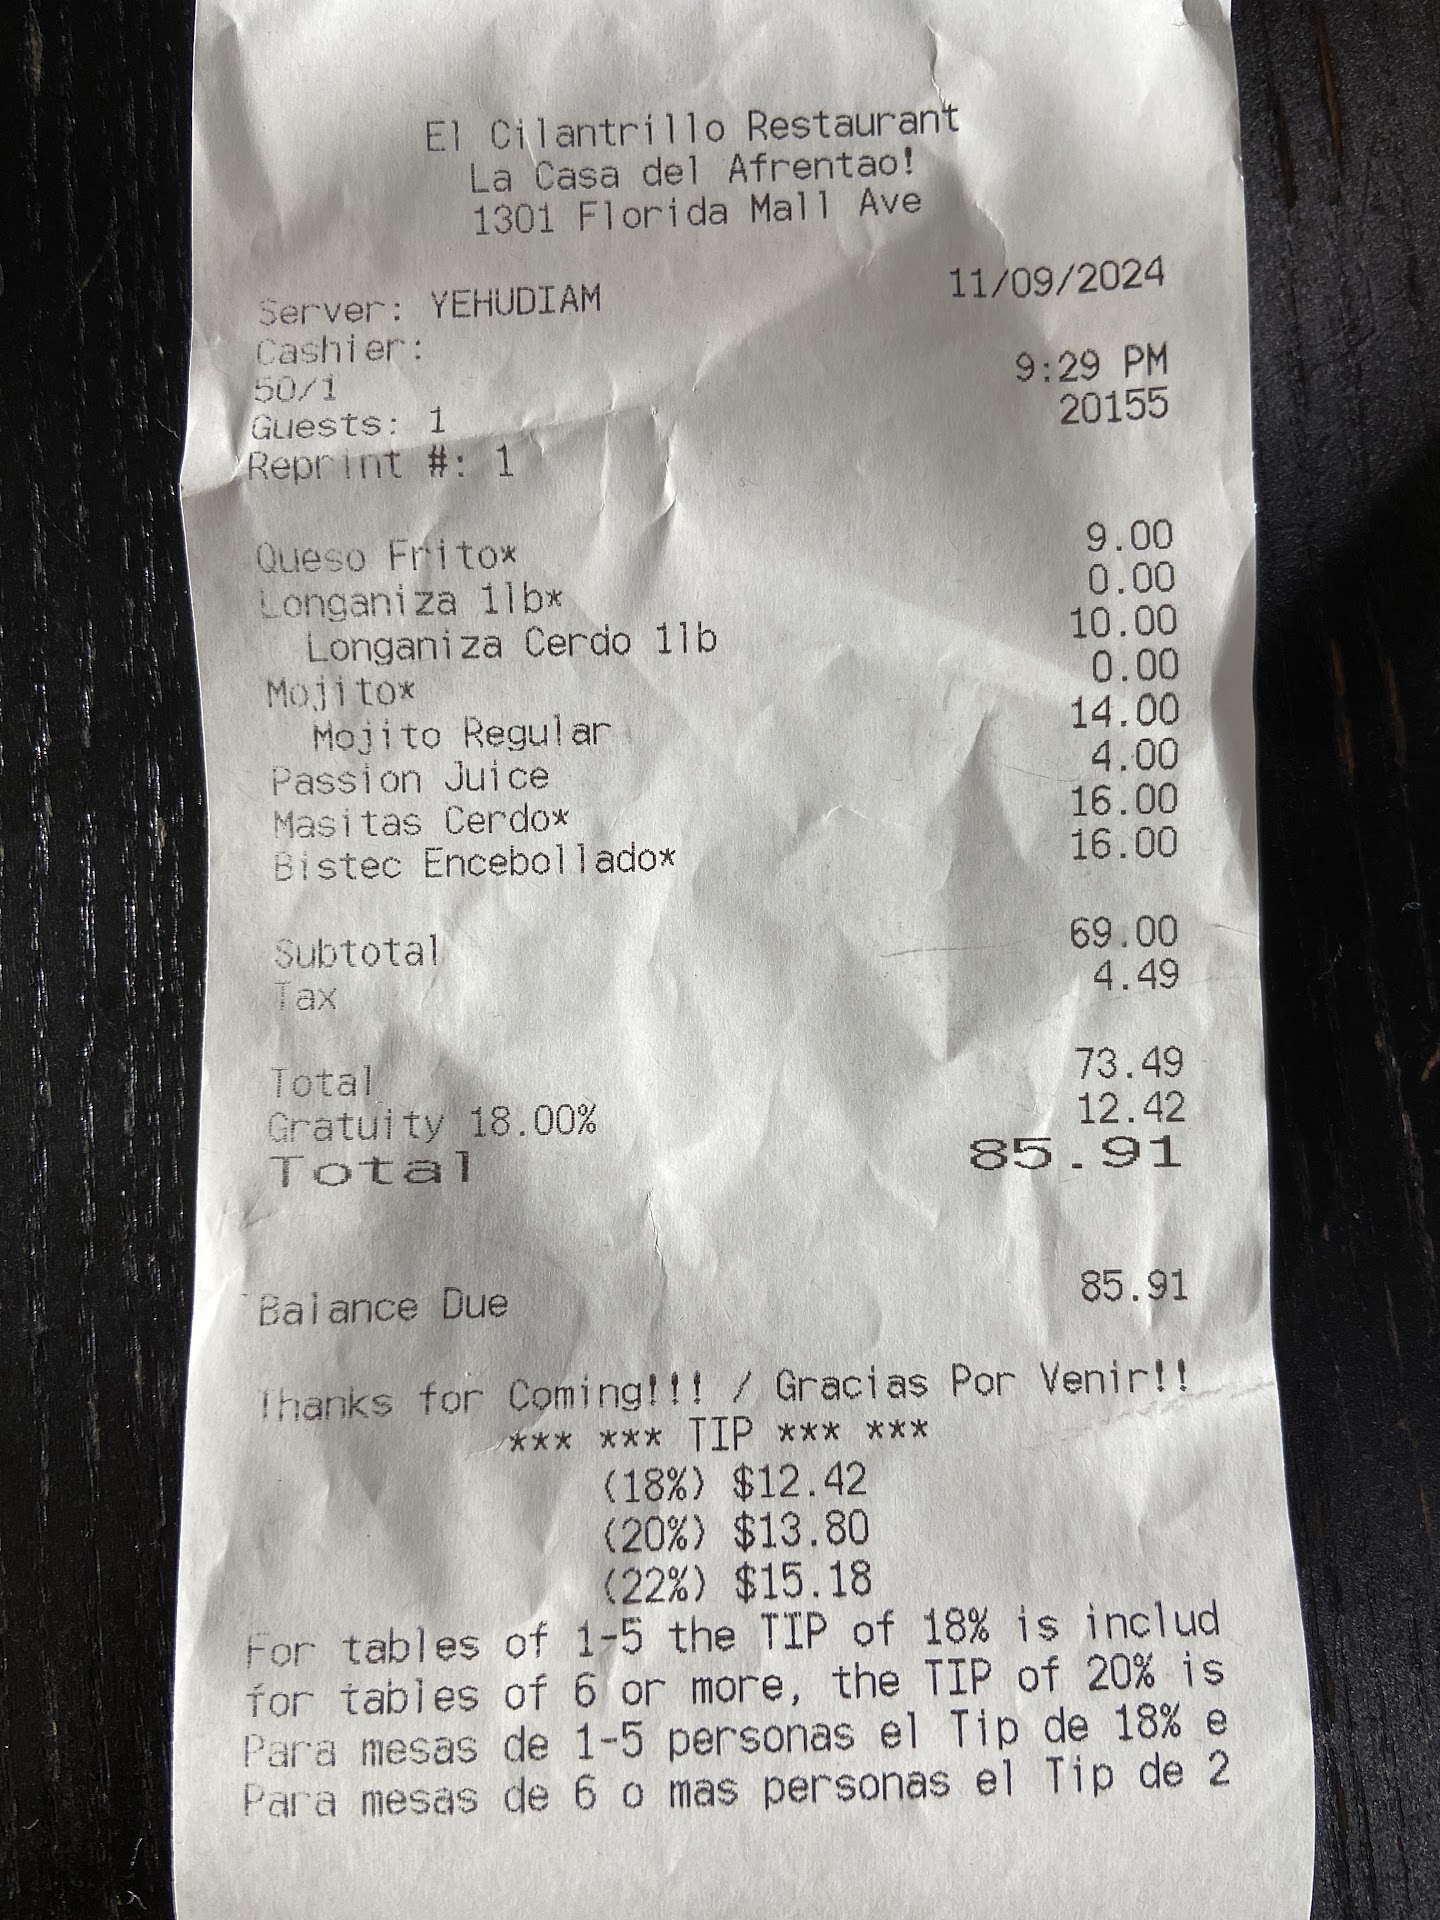 El Cilantrillo Restaurant
La Casa del Afrentao!
1301 Florida Mall Ave
Server: YEHUDIAM 11/09/2024
Cashier:
50/1 9:29 PM
Guests: 1 20155
Reprint #: 1
Queso Frito* 9.00
Longaniza 1lb* 0.00
Longaniza Cerdo 1lb 10.00
Mojito* 0.00
Mojito Regular 14.00
Passion Juice 4.00
Masitas Cerdo* 16.00
Bistec Encebollado* 16.00
Subtotal 69.00
Tax 4.49
Total 73.49
Gratuity 18.00% 12.42
Total 85.91
Balance Due 85.91
Thanks for Coming!!! / Gracias Por Venir!!
*** *** TIP *** ***
(18%) $12.42
(20%) $13.80
(22%) $15.18
For tables of 1-5 the TIP of 18% is includ
for tables of 6 or more, the TIP of 20% is
Para mesas de 1-5 personas el Tip de 18% e
Para mesas de 6 o mas personas el Tip de 2